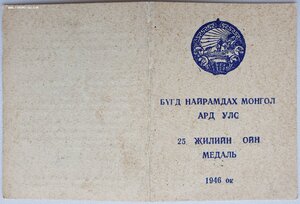 БҮГД НАЙРАМДАХ МОНГОЛ
АРД УЛС
25 ЖИЛИЙН ОЙН
МЕДАЛЬ
1946 он